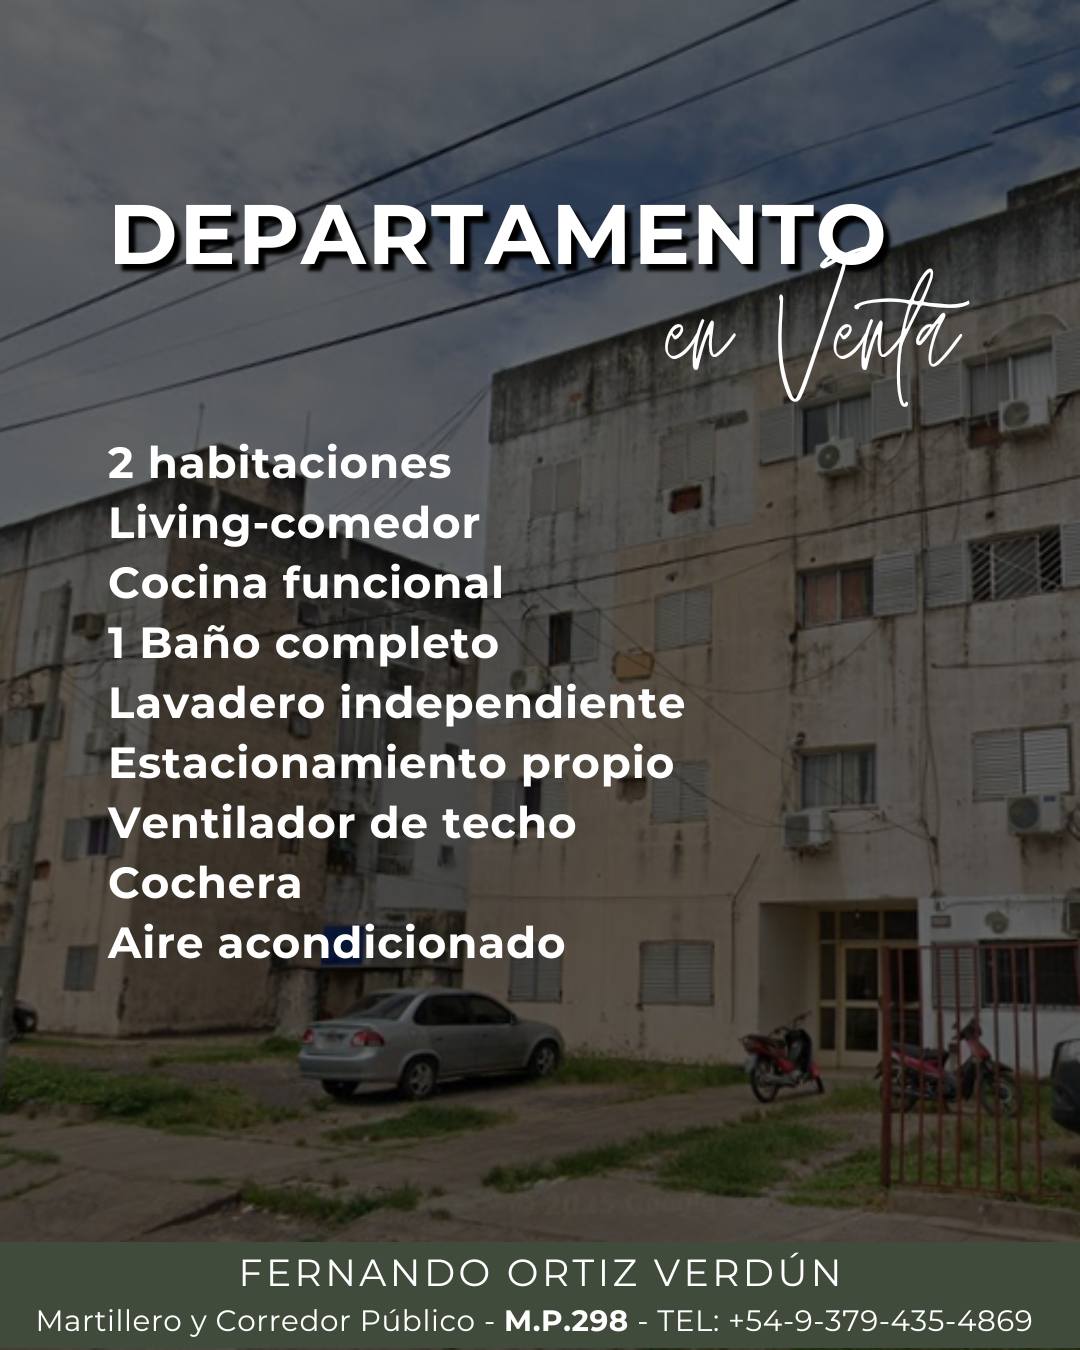 DEPARTAMENTO
en Venta
2 habitaciones
Living-comedor
Cocina funcional
1 Baño completo
Lavadero independiente
Estacionamiento propio
Ventilador de techo
Cochera
Aire acondicionado
FERNANDO ORTIZ VERDÚN
Martillero y Corredor Público - M.P.298 - TEL: +54-9-379-435-4869